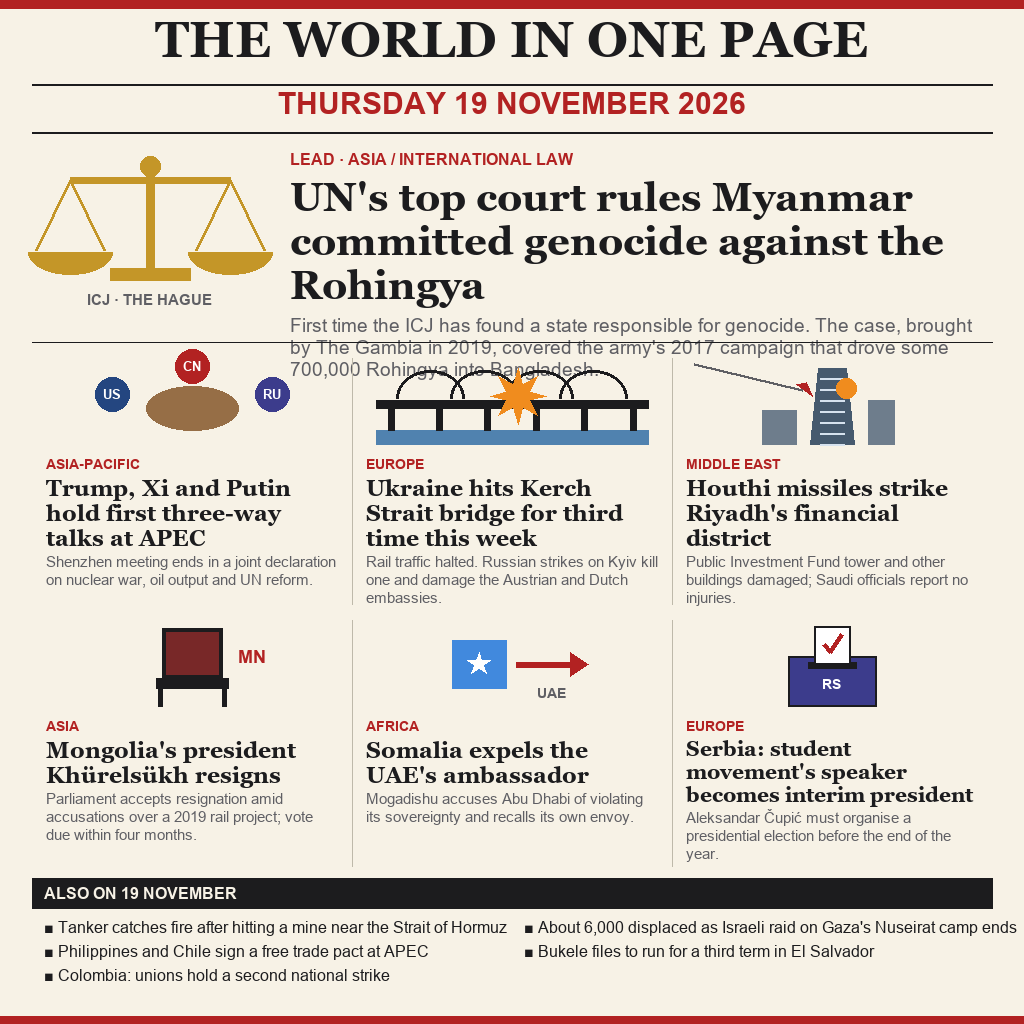 THE WORLD IN ONE PAGE
THURSDAY 19 NOVEMBER 2026
LEAD · ASIA / INTERNATIONAL LAW
UN's top court rules Myanmar
committed genocide against the
Rohingya
ICJ · THE HAGUE
First time the ICJ has found a state responsible for genocide. The case, brought
by The Gambia in 2019, covered the army's 2017 campaign that drove some
700,000 Rohingya into Bangladesh.
US
CN
RU
ASIA-PACIFIC
Trump, Xi and Putin
hold first three-way
talks at APEC
Shenzhen meeting ends in a joint declaration
on nuclear war, oil output and UN reform.
EUROPE
Ukraine hits Kerch
Strait bridge for third
time this week
Rail traffic halted. Russian strikes on Kyiv kill
one and damage the Austrian and Dutch
embassies.
MIDDLE EAST
Houthi missiles strike
Riyadh's financial
district
Public Investment Fund tower and other
buildings damaged; Saudi officials report no
injuries.
MN
ASIA
Mongolia's president
Khürelsükh resigns
Parliament accepts resignation amid
accusations over a 2019 rail project; vote
due within four months.
UAE
AFRICA
Somalia expels the
UAE's ambassador
Mogadishu accuses Abu Dhabi of violating
its sovereignty and recalls its own envoy.
RS
EUROPE
Serbia: student
movement's speaker
becomes interim president
Aleksandar Čupić must organise a
presidential election before the end of the
year.
ALSO ON 19 NOVEMBER
■ Tanker catches fire after hitting a mine near the Strait of Hormuz
■ Philippines and Chile sign a free trade pact at APEC
■ Colombia: unions hold a second national strike
■ About 6,000 displaced as Israeli raid on Gaza's Nuseirat camp ends
■ Bukele files to run for a third term in El Salvador